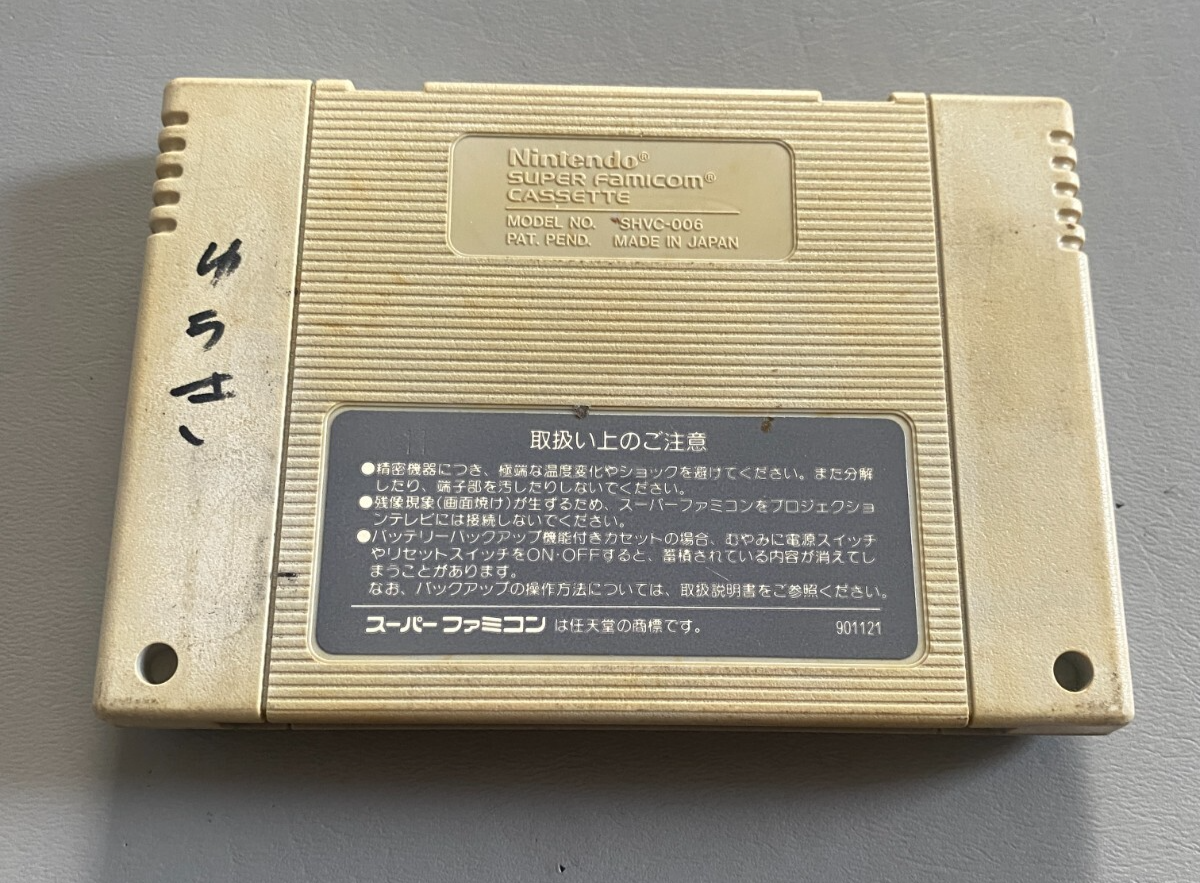 Nintendo®
SUPER FAMICOM®
CASSETTE
MODEL NO. SHVC-006
PAT. PEND. MADE IN JAPAN
ゆうさく
取扱い上のご注意
●精密機器につき、極端な温度変化やショックを避けてください。また分解
したり、端子部を汚したりしないでください。
●残像現象(画面焼け)が生ずるため、スーパーファミコンをプロジェクショ
ンテレビには接続しないでください。
●バッテリーバックアップ機能付きカセットの場合、むやみに電源スイッチ
やリセットスイッチをON・OFFすると、蓄積されている内容が消えてし
まうことがあります。
なお、バックアップの操作方法については、取扱説明書をご参照ください。
スーパーファミコン は任天堂の商標です。 901121